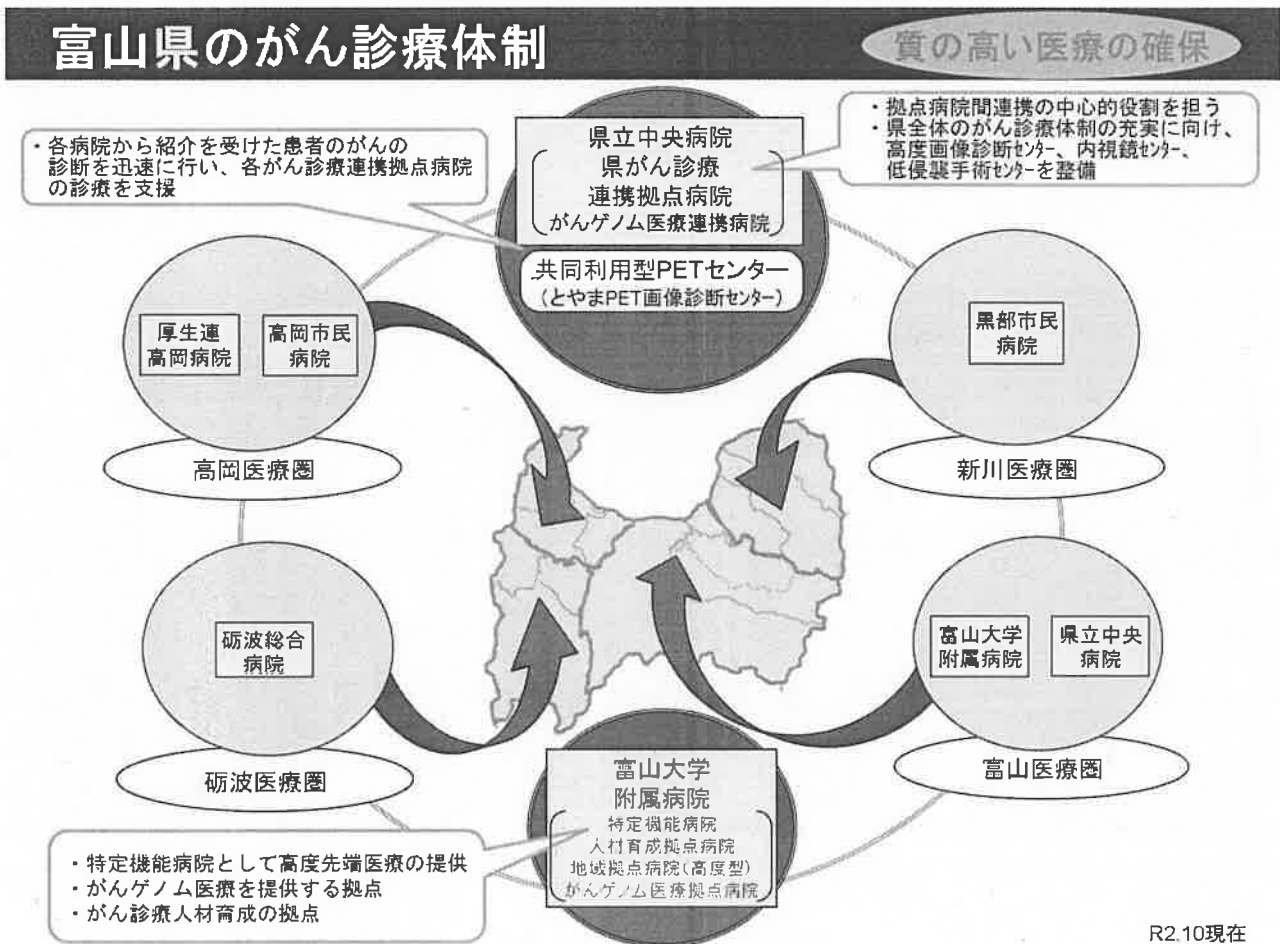 富山県のがん診療体制
質の高い医療の確保
・各病院から紹介を受けた患者のがんの
診断を迅速に行い、各がん診療連携拠点病院
の診療を支援
県立中央病院
県がん診療
連携拠点病院
がんゲノム医療連携病院
共同利用型PETセンター
(とやまPET画像診断ｾﾝﾀｰ)
・拠点病院間連携の中心的役割を担う
・県全体のがん診療体制の充実に向け、
高度画像診断ｾﾝﾀｰ、内視鏡ｾﾝﾀｰ、
低侵襲手術ｾﾝﾀｰを整備
厚生連
高岡病院
高岡市民
病院
高岡医療圏
黒部市民
病院
新川医療圏
砺波総合
病院
砺波医療圏
富山大学
附属病院
県立中央
病院
富山医療圏
富山大学
附属病院
特定機能病院
人材育成拠点病院
地域拠点病院(高度型)
がんゲノム医療拠点病院
・特定機能病院として高度先端医療の提供
・がんゲノム医療を提供する拠点
・がん診療人材育成の拠点
R2.10現在